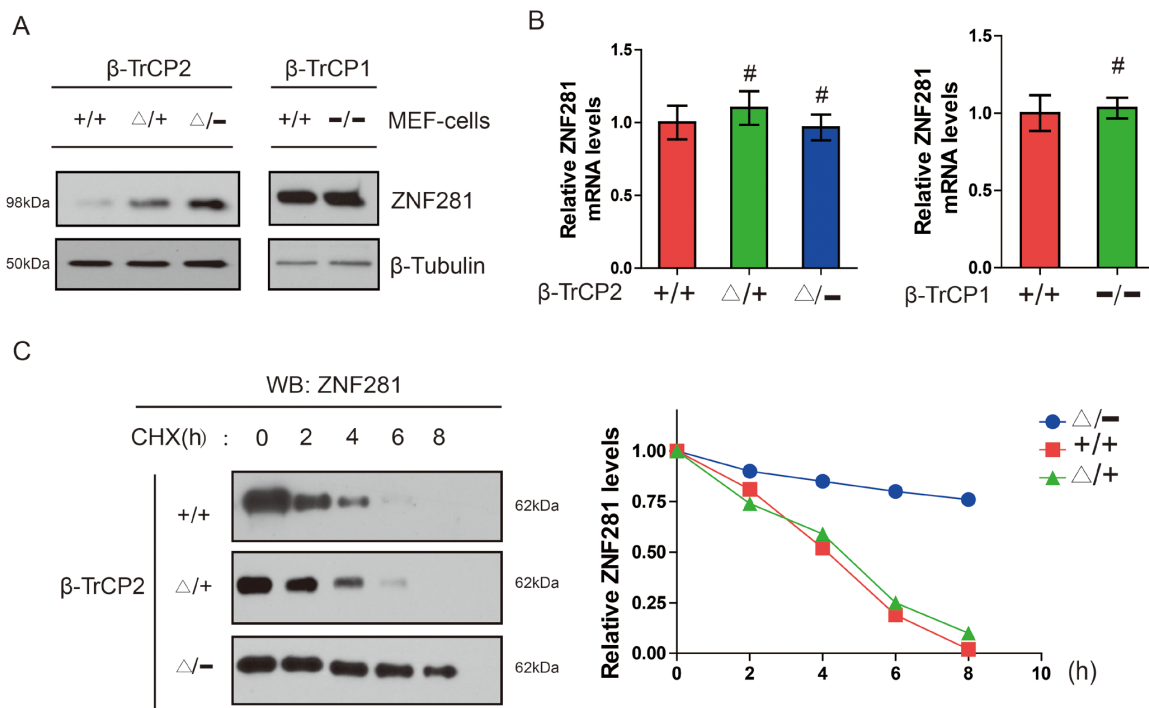 A
β-TrCP2 β-TrCP1
+/+ △/+ △/- +/+ -/- MEF-cells
98kDa ZNF281
50kDa β-Tubulin
B
Relative ZNF281
mRNA levels
1.5
1.0
0.5
0.0
# #
β-TrCP2 +/+ △/+ △/-
Relative ZNF281
mRNA levels
1.5
1.0
0.5
0.0
#
β-TrCP1 +/+ -/-
C
WB: ZNF281
CHX(h) : 0 2 4 6 8
β-TrCP2
+/+ 62kDa
△/+ 62kDa
△/- 62kDa
Relative ZNF281 levels
1.00
0.75
0.50
0.25
0.00
0 2 4 6 8 10 (h)
△/-
+/+
△/+